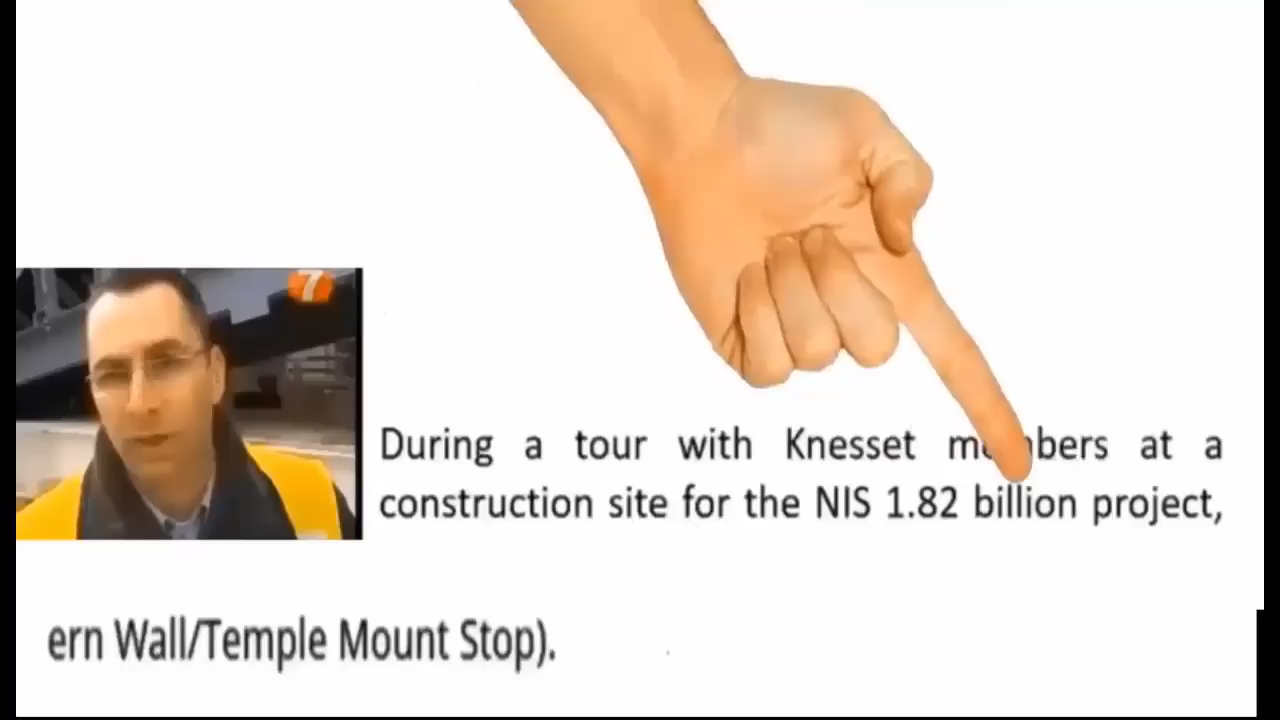 7
During a tour with Knesset at a
construction site for the NIS 1.82 billion project,
ern Wall/Temple Mount Stop).